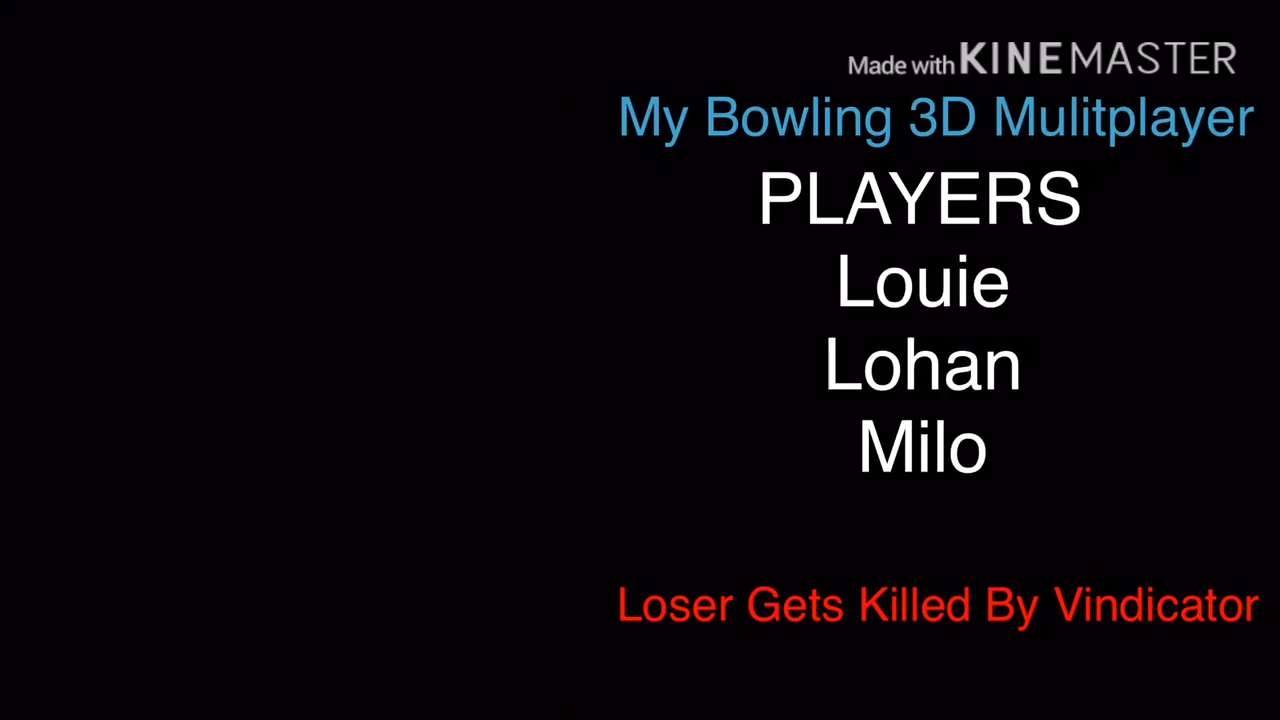 Made with KINEMASTER
My Bowling 3D Mulitplayer
PLAYERS
Louie
Lohan
Milo
Loser Gets Killed By Vindicator